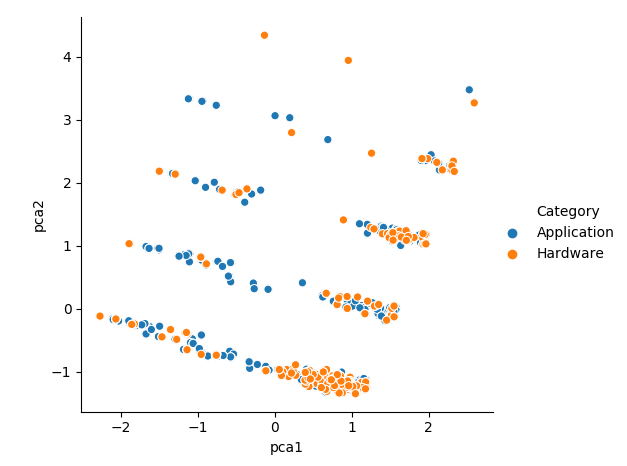 4
3
2
1
0
−1
pca2
−2
−1
0
1
2
pca1
Category
Application
Hardware